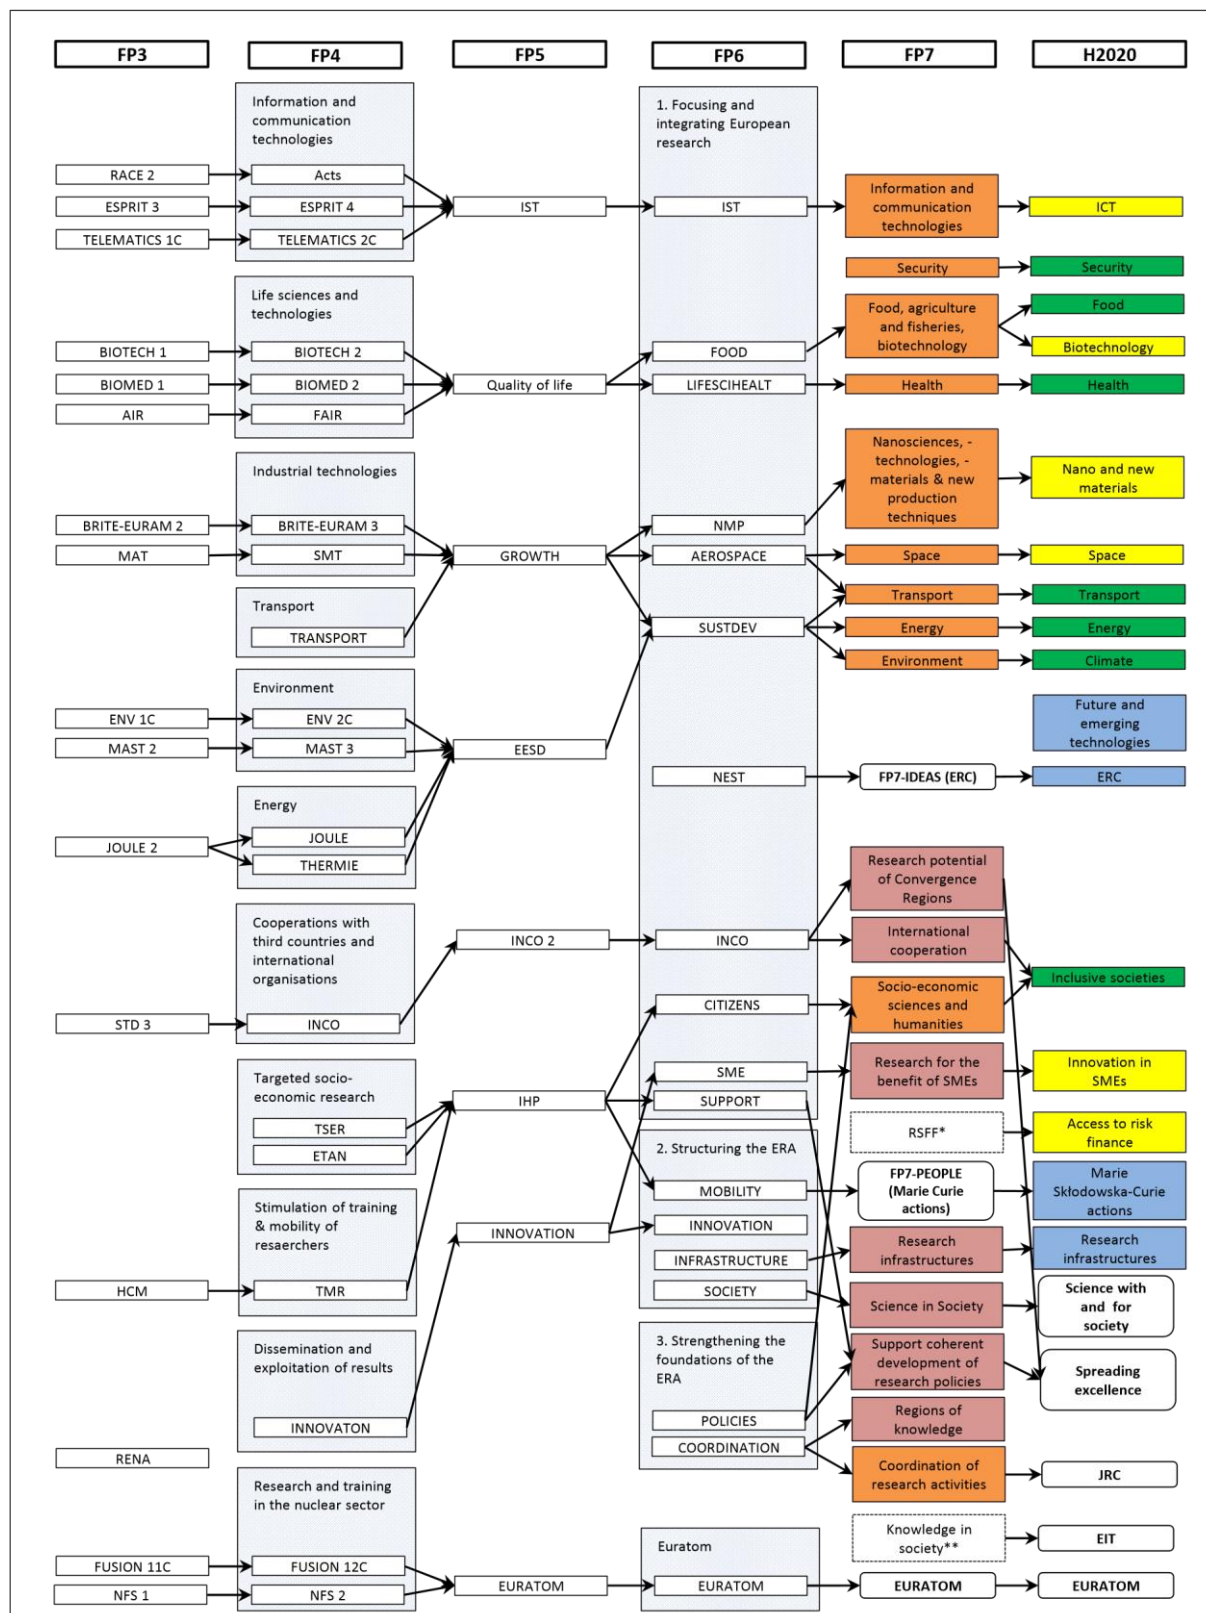 FP3
FP4
FP5
FP6
FP7
H2020
RACE 2
ESPRIT 3
TELEMATICS 1C
BIOTECH 1
BIOMED 1
AIR
BRITE-EURAM 2
MAT
ENV 1C
MAST 2
JOULE 2
STD 3
HCM
RENA
FUSION 11C
NFS 1
Information and
communication
technologies
Acts
ESPRIT 4
TELEMATICS 2C
Life sciences and
technologies
BIOTECH 2
BIOMED 2
FAIR
Industrial technologies
BRITE-EURAM 3
SMT
Transport
TRANSPORT
Environment
ENV 2C
MAST 3
Energy
JOULE
THERMIE
Cooperations with
third countries and
international
organisations
INCO
Targeted socio-
economic research
TSER
ETAN
Stimulation of training
& mobility of
resaerchers
TMR
Dissemination and
exploitation of results
INNOVATON
Research and training
in the nuclear sector
FUSION 12C
NFS 2
IST
Quality of life
GROWTH
EESD
INCO 2
IHP
INNOVATION
EURATOM
1. Focusing and
integrating European
research
IST
FOOD
LIFESCIHEALT
NMP
AEROSPACE
SUSTDEV
NEST
INCO
CITIZENS
SME
SUPPORT
2. Structuring the ERA
MOBILITY
INNOVATION
INFRASTRUCTURE
SOCIETY
3. Strengthening the
foundations of the
ERA
POLICIES
COORDINATION
Euratom
EURATOM
Information and
communication
technologies
Security
Food, agriculture
and fisheries,
biotechnology
Health
Nanosciences, -
technologies, -
materials & new
production
techniques
Space
Transport
Energy
Environment
FP7-IDEAS (ERC)
Research potential
of Convergence
Regions
International
cooperation
Socio-economic
sciences and
humanities
Research for the
benefit of SMEs
RSFF*
FP7-PEOPLE
(Marie Curie
actions)
Research
infrastructures
Science in Society
Support coherent
development of
research policies
Regions of
knowledge
Coordination of
research activities
Knowledge in
society**
EURATOM
ICT
Security
Food
Biotechnology
Health
Nano and new
materials
Space
Transport
Energy
Climate
Future and
emerging
technologies
ERC
Inclusive societies
Innovation in
SMEs
Access to risk
finance
Marie
Skłodowska-Curie
actions
Research
infrastructures
Science with
and for
society
Spreading
excellence
JRC
EIT
EURATOM